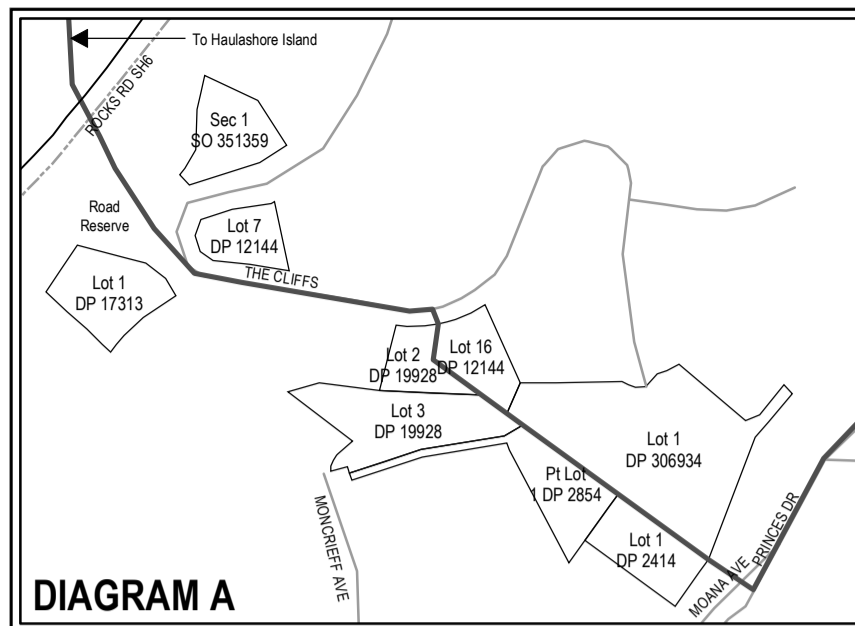 To Haulashore Island
ROCKS RD SH6
Sec 1
SO 351359
Road
Reserve
Lot 7
DP 12144
Lot 1
DP 17313
THE CLIFFS
Lot 2
DP 19928
Lot 16
DP 12144
Lot 3
DP 19928
Lot 1
DP 306934
Pt Lot
1 DP 2854
Lot 1
DP 2414
MONCRIEFF AVE
MOANA AVE
PRINCES DR
DIAGRAM A